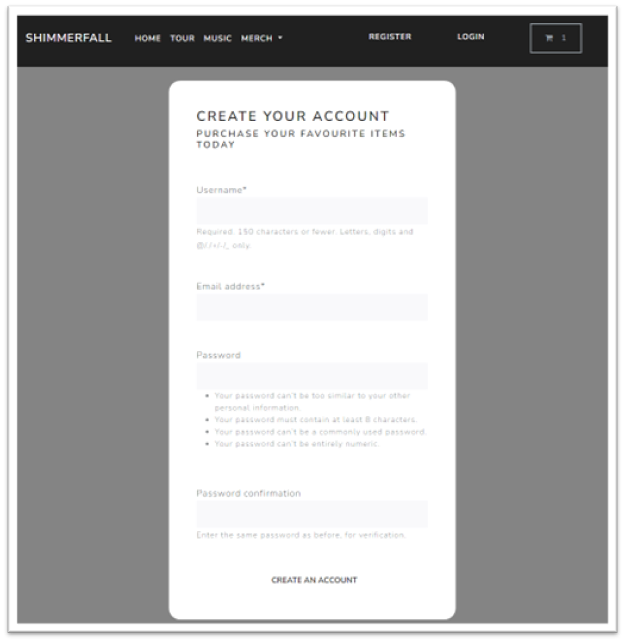 SHIMMERFALL HOME TOUR MUSIC MERCH REGISTER LOGIN 1
CREATE YOUR ACCOUNT
PURCHASE YOUR FAVOURITE ITEMS
TODAY
Username*
Required. 150 characters or fewer. Letters, digits and
@/./+/-/_ only.
Email address*
Password
Your password can't be too similar to your other
personal information.
Your password must contain at least 8 characters.
Your password can't be a commonly used password.
Your password can't be entirely numeric.
Password confirmation
Enter the same password as before, for verification.
CREATE AN ACCOUNT